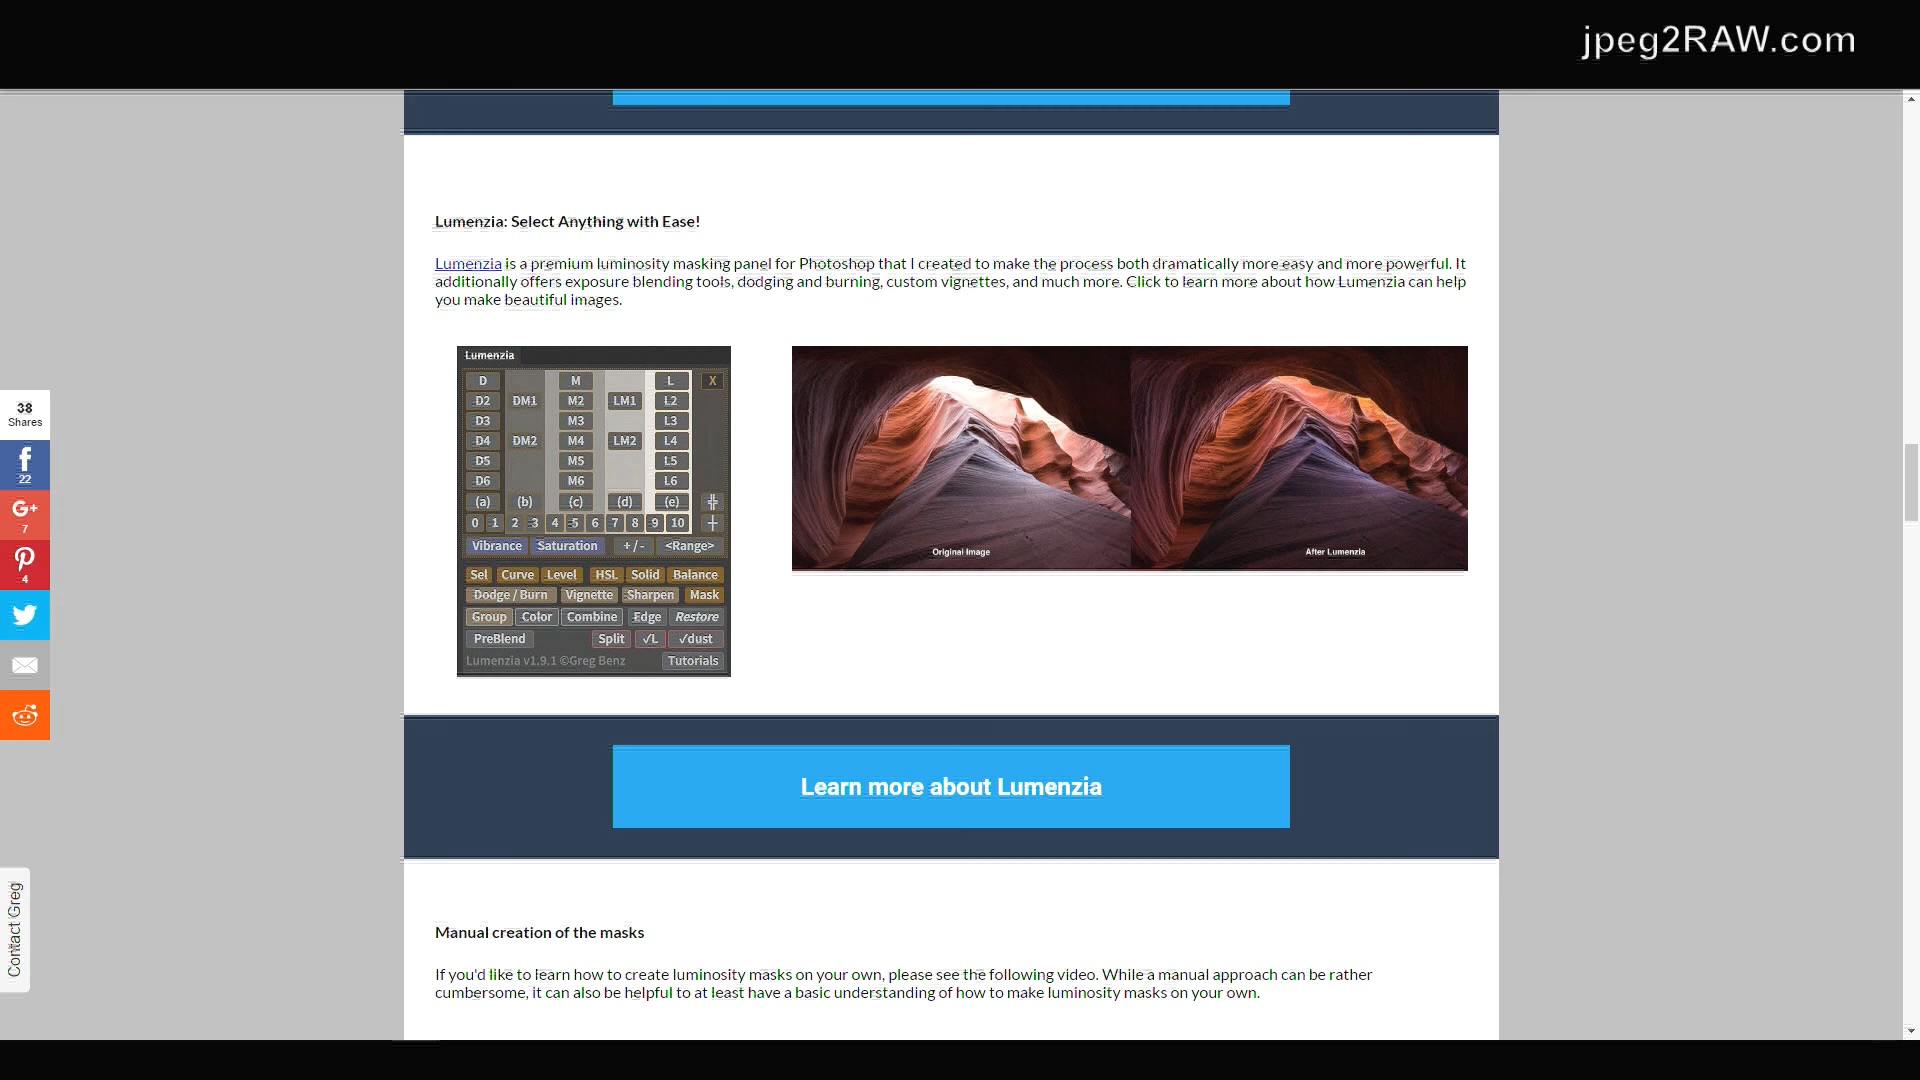 jpeg2RAW.com
Lumenzia: Select Anything with Ease!
Lumenzia is a premium luminosity masking panel for Photoshop that I created to make the process both dramatically more easy and more powerful. It
additionally offers exposure blending tools, dodging and burning, custom vignettes, and much more. Click to learn more about how Lumenzia can help
you make beautiful images.
Lumenzia
D M L X
D2 DM1 M2 LM1 L2
D3 M3 L3
D4 DM2 M4 LM2 L4
D5 M5 L5
D6 M6 L6
(a) (b) (c) (d) (e)
0 1 2 3 4 5 6 7 8 9 10
Vibrance Saturation +/- <Range>
Sel Curve Level HSL Solid Balance
Dodge / Burn Vignette Sharpen Mask
Group Color Combine Edge Restore
PreBlend Split √L √dust
Lumenzia v1.9.1 ©Greg Benz Tutorials
Original Image
After Lumenzia
38
Shares
22
G+
7
4
Learn more about Lumenzia
Contact Greg
Manual creation of the masks
If you'd like to learn how to create luminosity masks on your own, please see the following video. While a manual approach can be rather
cumbersome, it can also be helpful to at least have a basic understanding of how to make luminosity masks on your own.